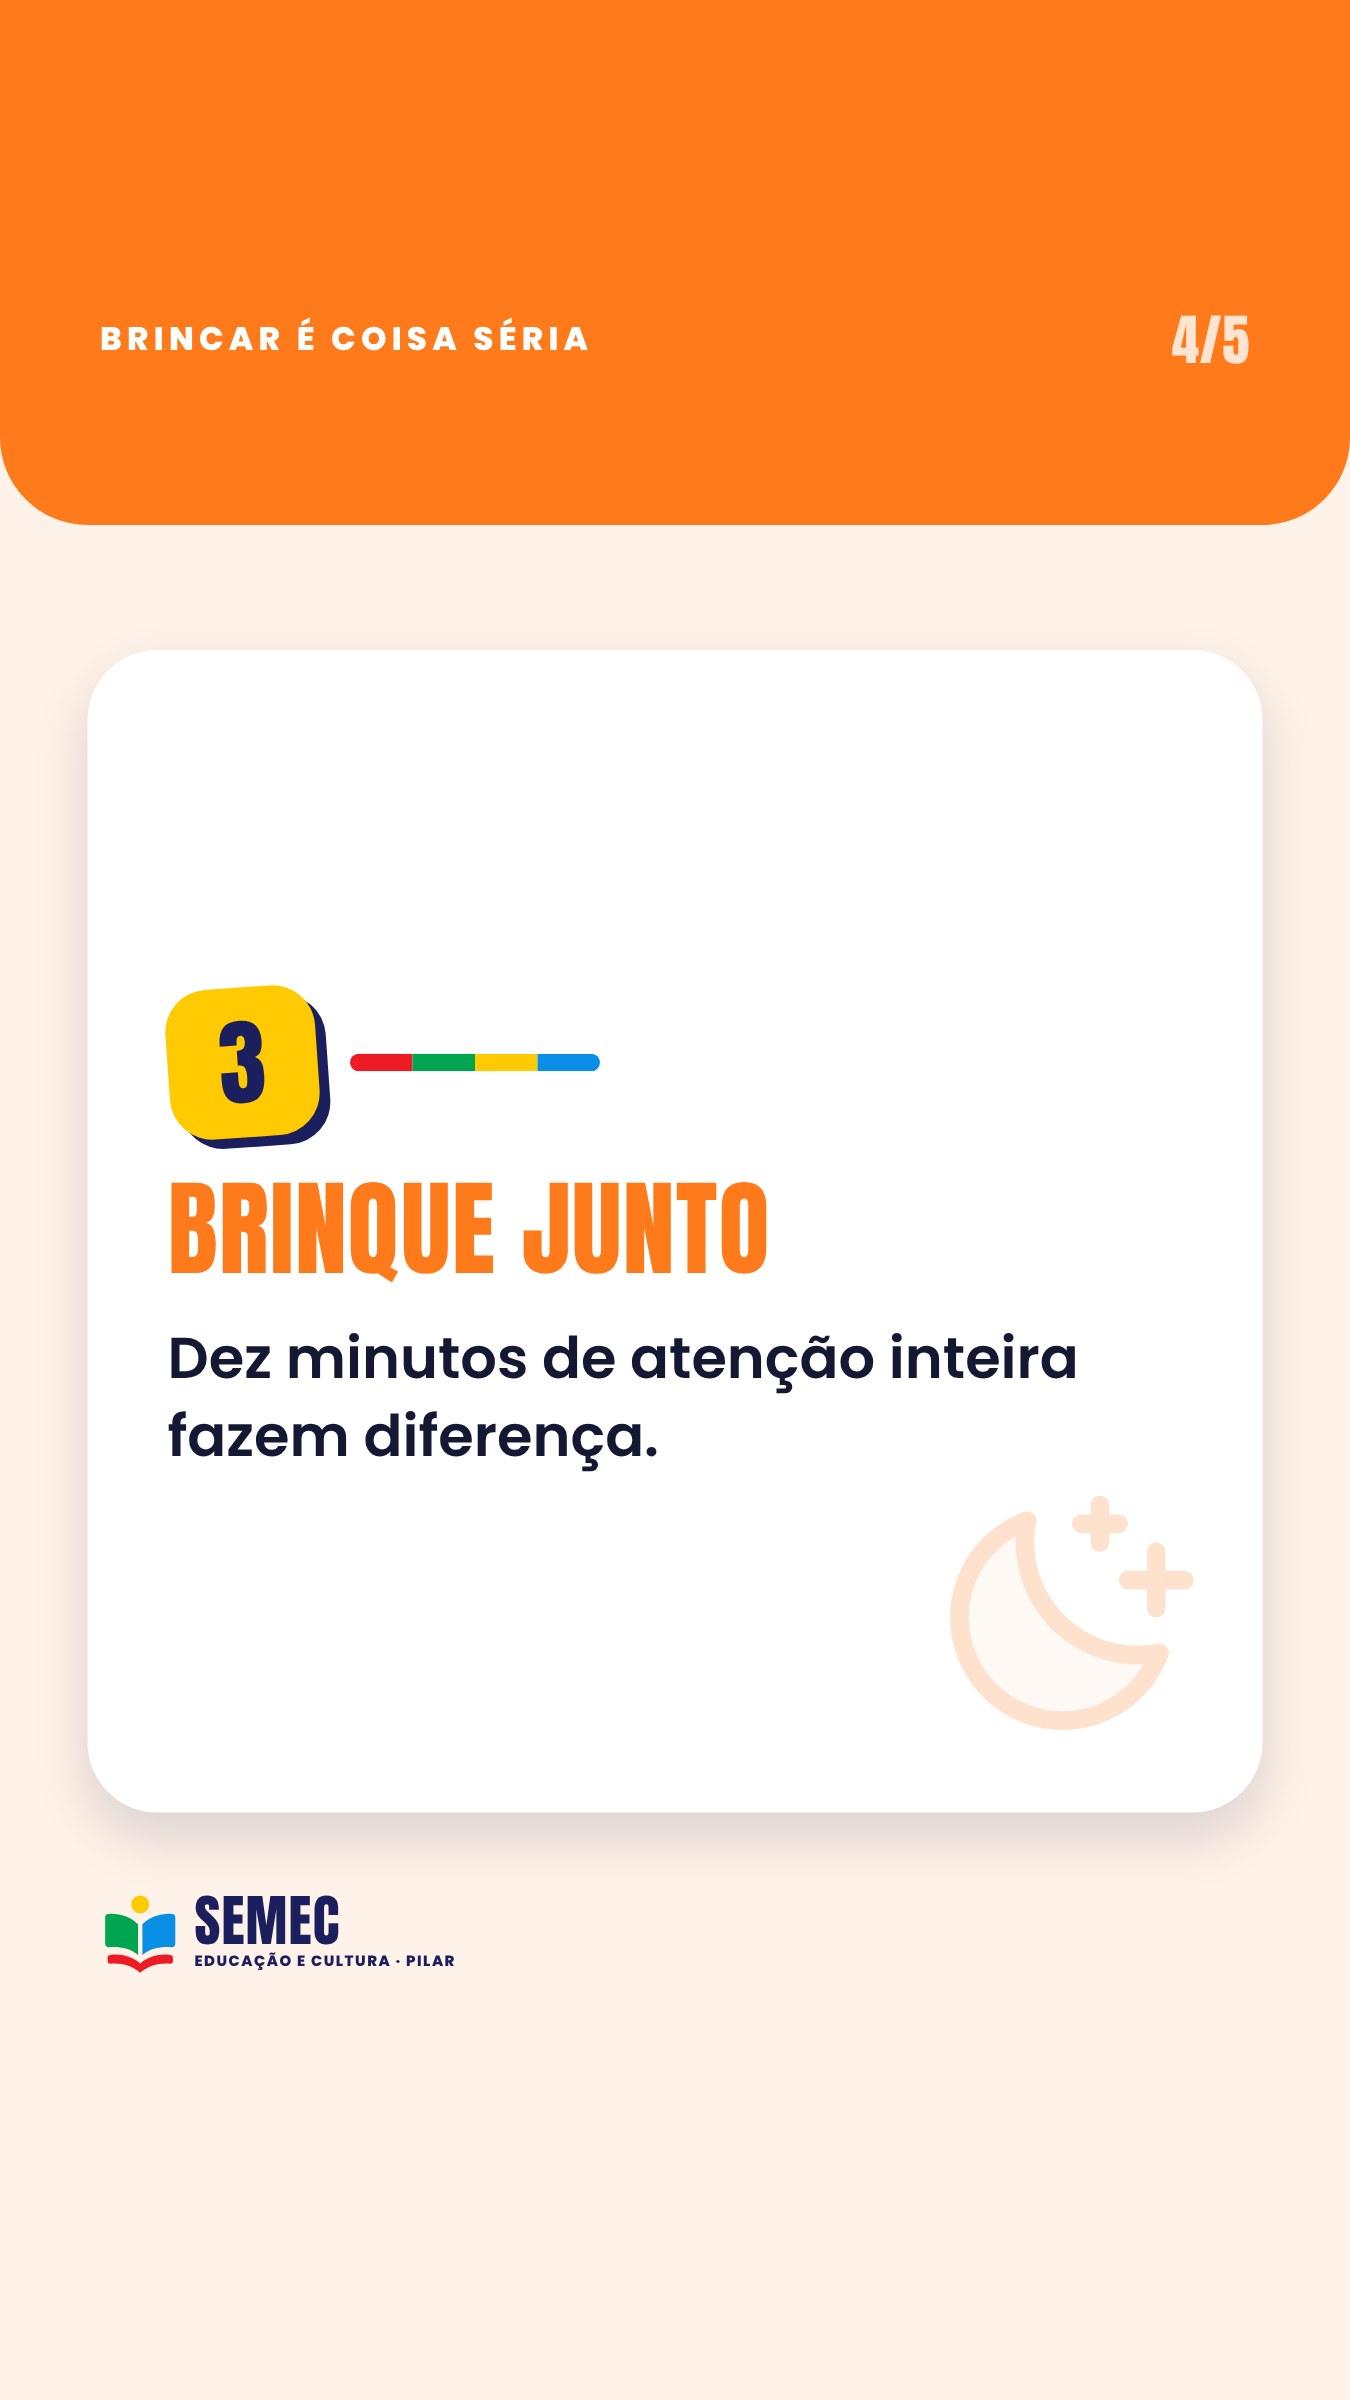 BRINCAR É COISA SÉRIA
4/5
3
BRINQUE JUNTO
Dez minutos de atenção inteira
fazem diferença.
SEMEC
EDUCAÇÃO E CULTURA · PILAR